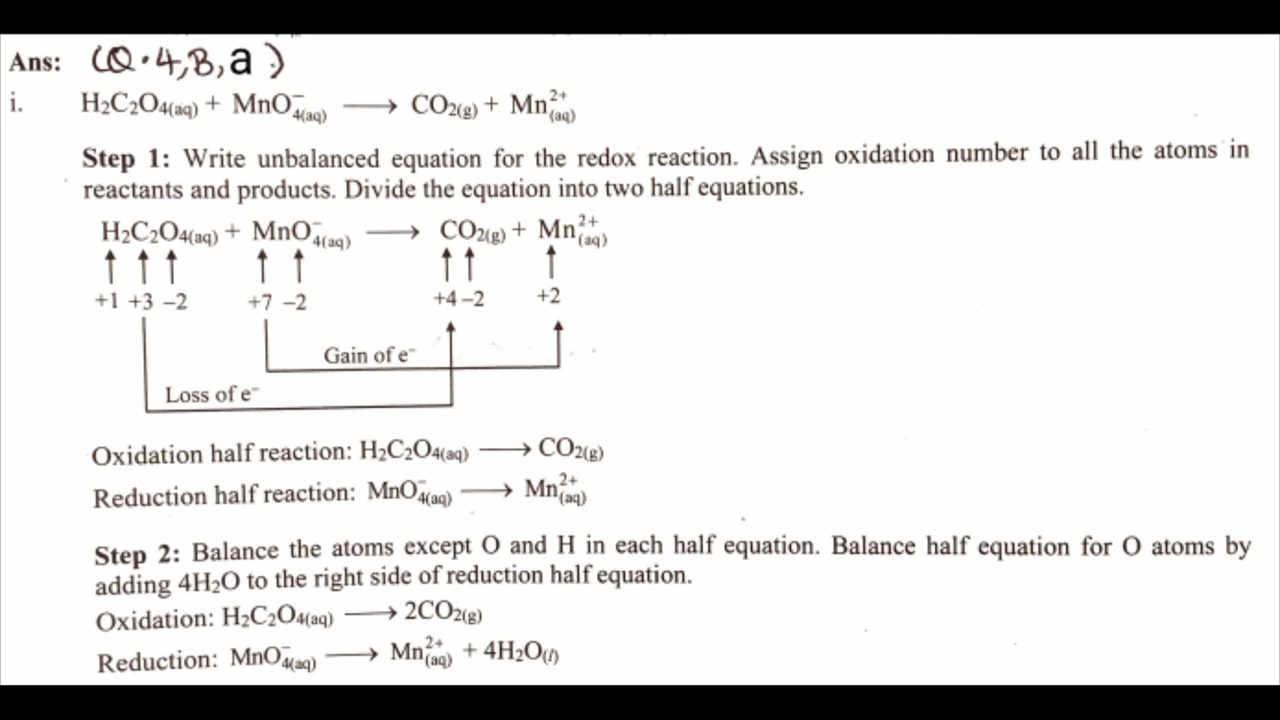 Ans: (Q.4,B,a)
i. H₂C₂O₄(aq) + MnO₄⁻(aq) ⟶ CO₂(g) + Mn²⁺(aq)
Step 1: Write unbalanced equation for the redox reaction. Assign oxidation number to all the atoms in
reactants and products. Divide the equation into two half equations.
H₂C₂O₄(aq) + MnO₄⁻(aq) ⟶ CO₂(g) + Mn²⁺(aq)
+1 +3 –2 +7 –2 +4 –2 +2
Gain of e⁻
Loss of e⁻
Oxidation half reaction: H₂C₂O₄(aq) ⟶ CO₂(g)
Reduction half reaction: MnO₄⁻(aq) ⟶ Mn²⁺(aq)
Step 2: Balance the atoms except O and H in each half equation. Balance half equation for O atoms by
adding 4H₂O to the right side of reduction half equation.
Oxidation: H₂C₂O₄(aq) ⟶ 2CO₂(g)
Reduction: MnO₄⁻(aq) ⟶ Mn²⁺(aq) + 4H₂O(l)